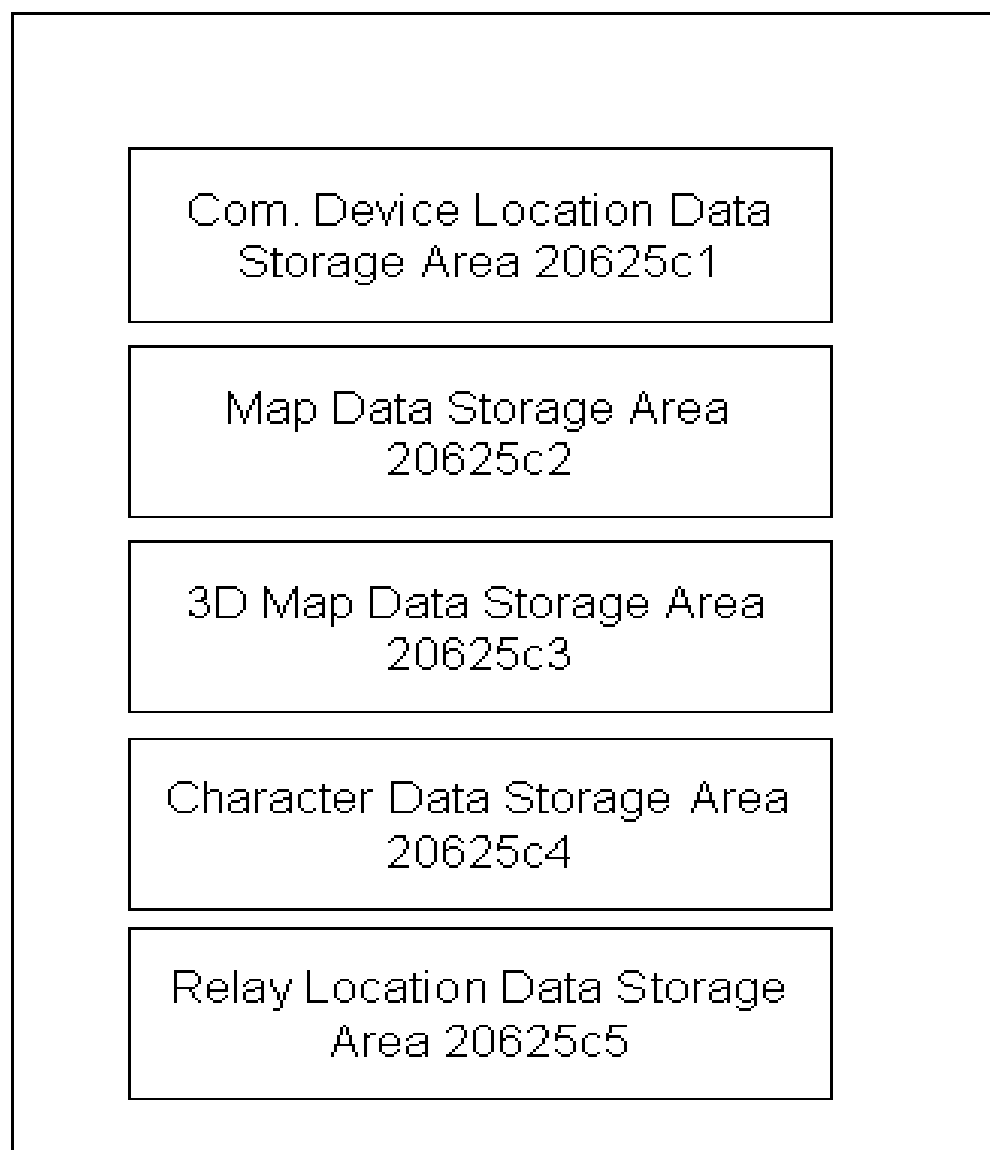 Com. Device Location Data
Storage Area 20625c1
Map Data Storage Area
20625c2
3D Map Data Storage Area
20625c3
Character Data Storage Area
20625c4
Relay Location Data Storage
Area 20625c5